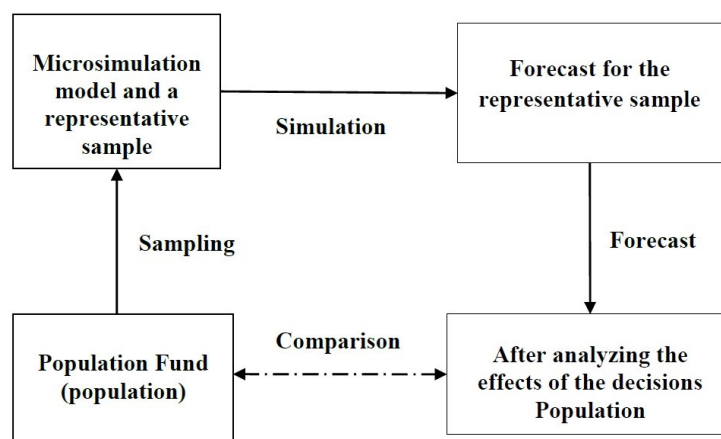 Microsimulation
model and a
representative
sample
Simulation
Forecast for the
representative sample
Sampling
Forecast
Population Fund
(population)
Comparison
After analyzing the
effects of the decisions
Population